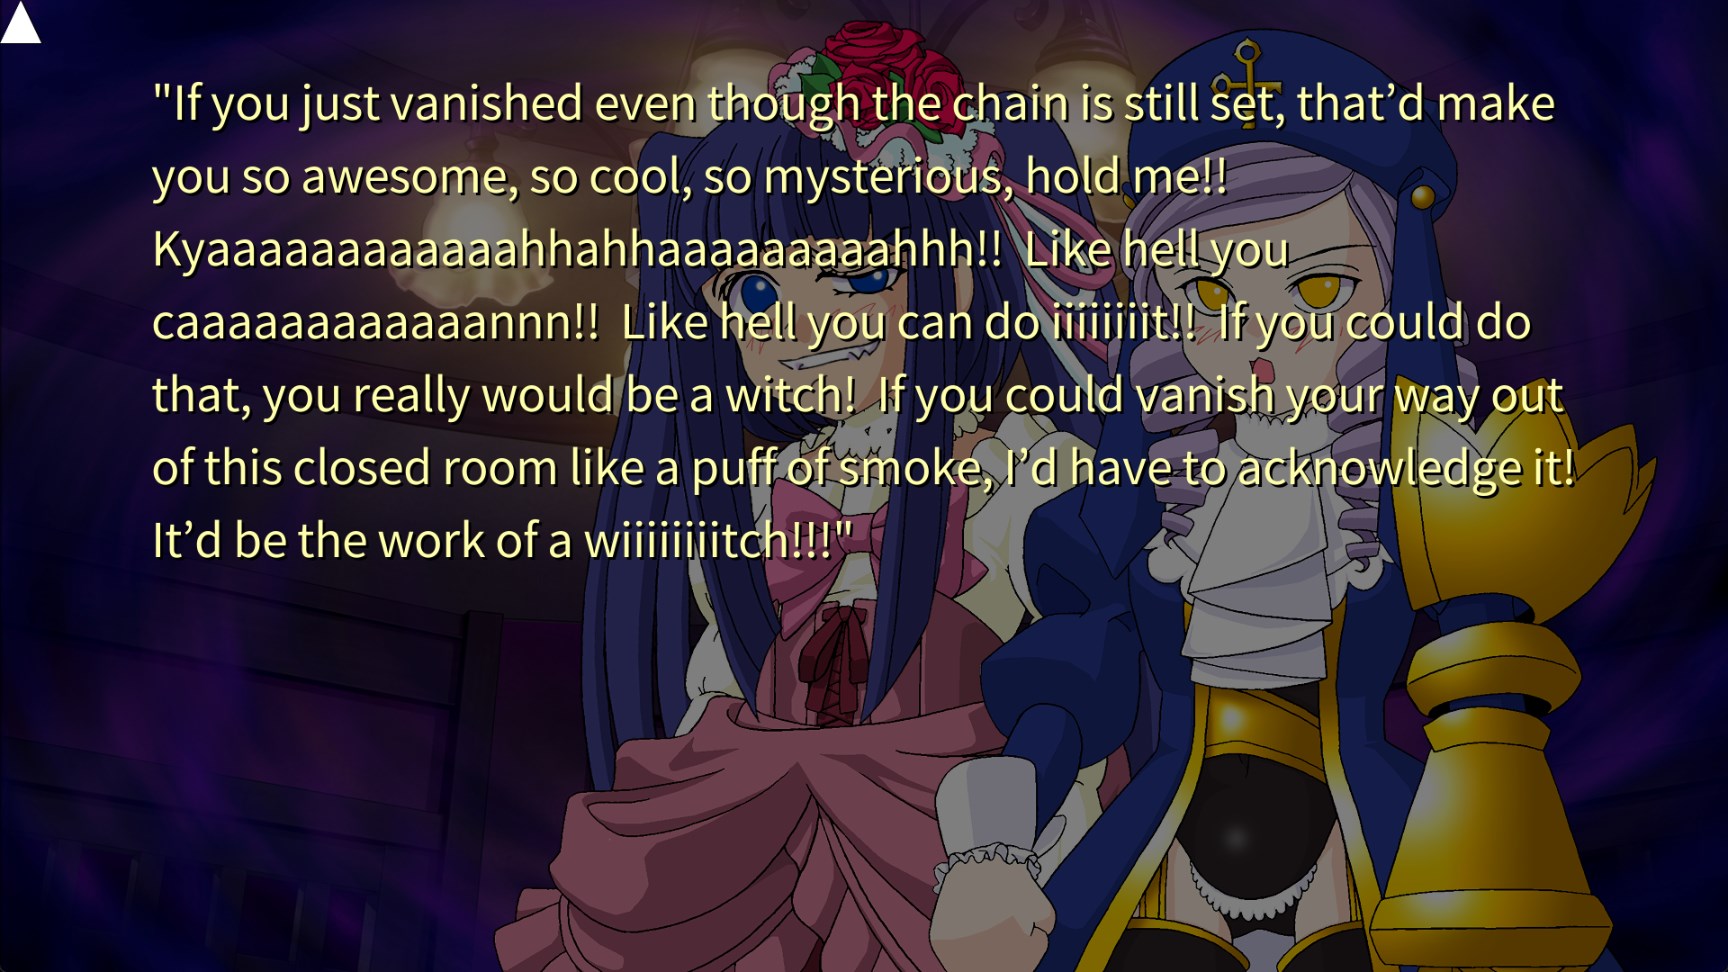 "If you just vanished even though the chain is still set, that’d make
you so awesome, so cool, so mysterious, hold me!!
Kyaaaaaaaaaaaaahhahhaaaaaaaaaahhh!!  Like hell you
caaaaaaaaaaaaannn!!  Like hell you can do iiiiiiiit!!  If you could do
that, you really would be a witch!  If you could vanish your way out
of this closed room like a puff of smoke, I’d have to acknowledge it!
It’d be the work of a wiiiiiiiitch!!!"